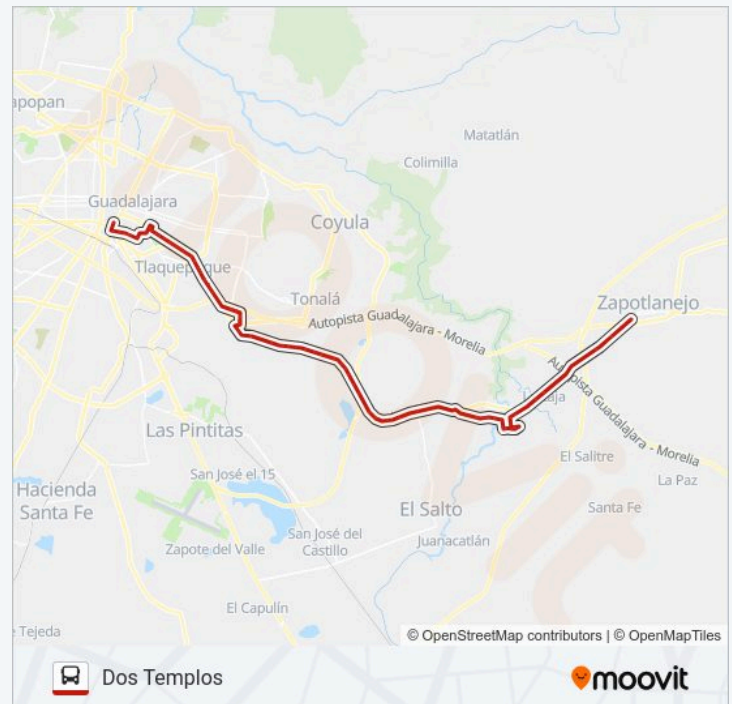 apopan
Matatlán
Colimilla
Guadalajara
Coyula
Tlaquepaque
Tonalá
Zapotlanejo
Autopista Guadalajara - Morelia
Autopista Guadalajara - Morelia
Las Pintitas
El Salitre
La Paz
San José el 15
Hacienda
Santa Fe
El Salto
Santa Fe
San José del
Castillo
Juanacatlán
Zapote del Valle
El Capulín
e Tejeda
© OpenStreetMap contributors | © OpenMapTiles
Dos Templos
moovit